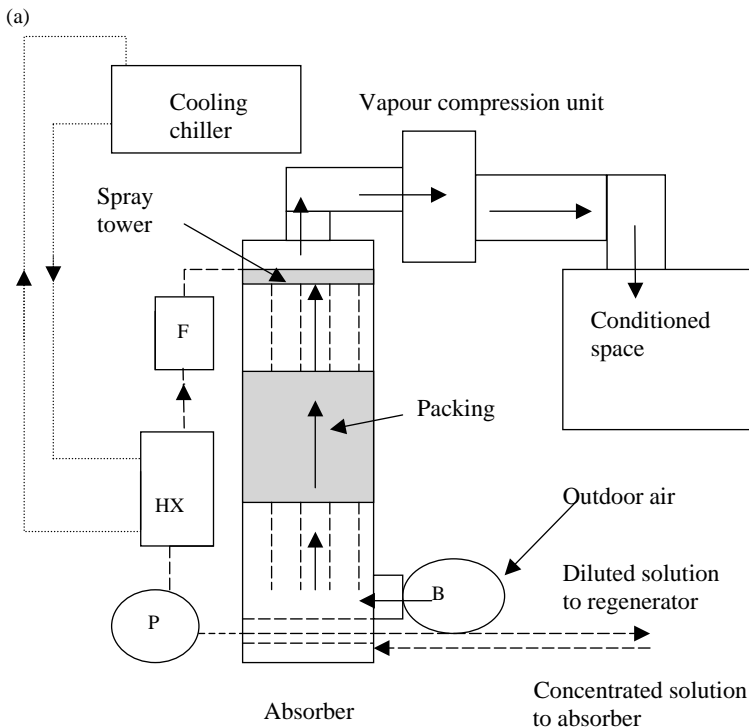 (a)
Cooling
chiller
Vapour compression unit
Spray
tower
F
Conditioned
space
Packing
HX
Outdoor air
B
Diluted solution
to regenerator
P
Concentrated solution
to absorber
Absorber